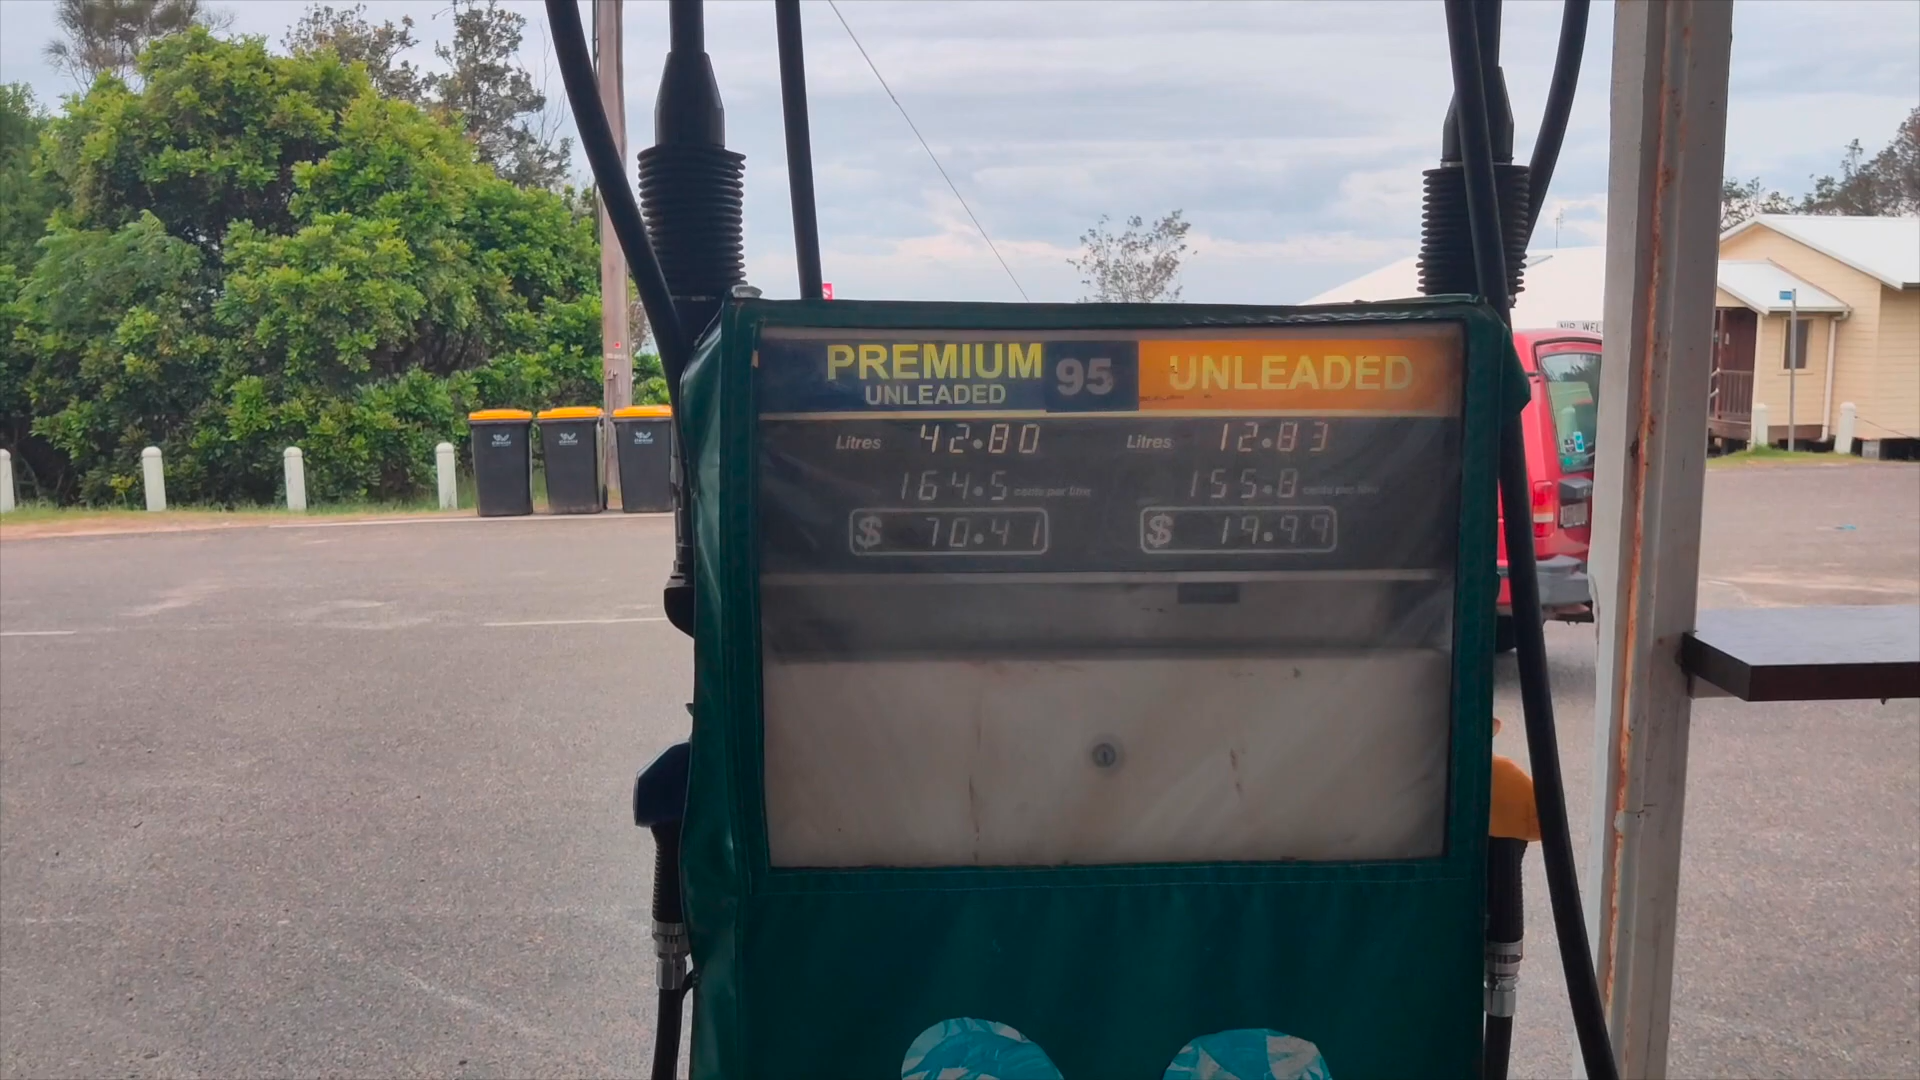 PREMIUM
UNLEADED
95
UNLEADED
Litres 42.80
164.5 cents per litre
$ 70.41
Litres 12.83
155.8 cents per litre
$ 19.99